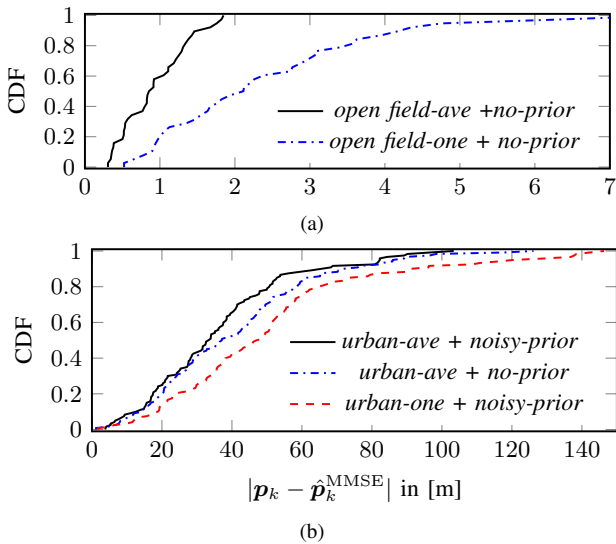 1
0.8
0.6
0.4
0.2
0
CDF
open field-ave +no-prior
open field-one + no-prior
0 1 2 3 4 5 6 7
(a)
1
0.8
0.6
0.4
0.2
0
CDF
urban-ave + noisy-prior
urban-ave + no-prior
urban-one + noisy-prior
0 20 40 60 80 100 120 140
|p_k − p̂_k^MMSE| in [m]
(b)